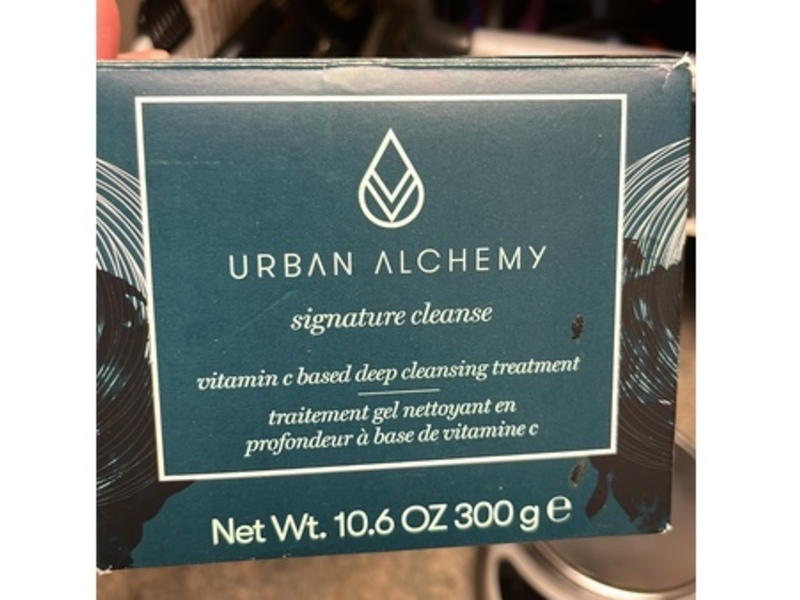 URBAN ALCHEMY
signature cleanse
vitamin c based deep cleansing treatment
traitement gel nettoyant en
profondeur à base de vitamine c
Net Wt. 10.6 OZ 300 g ℮